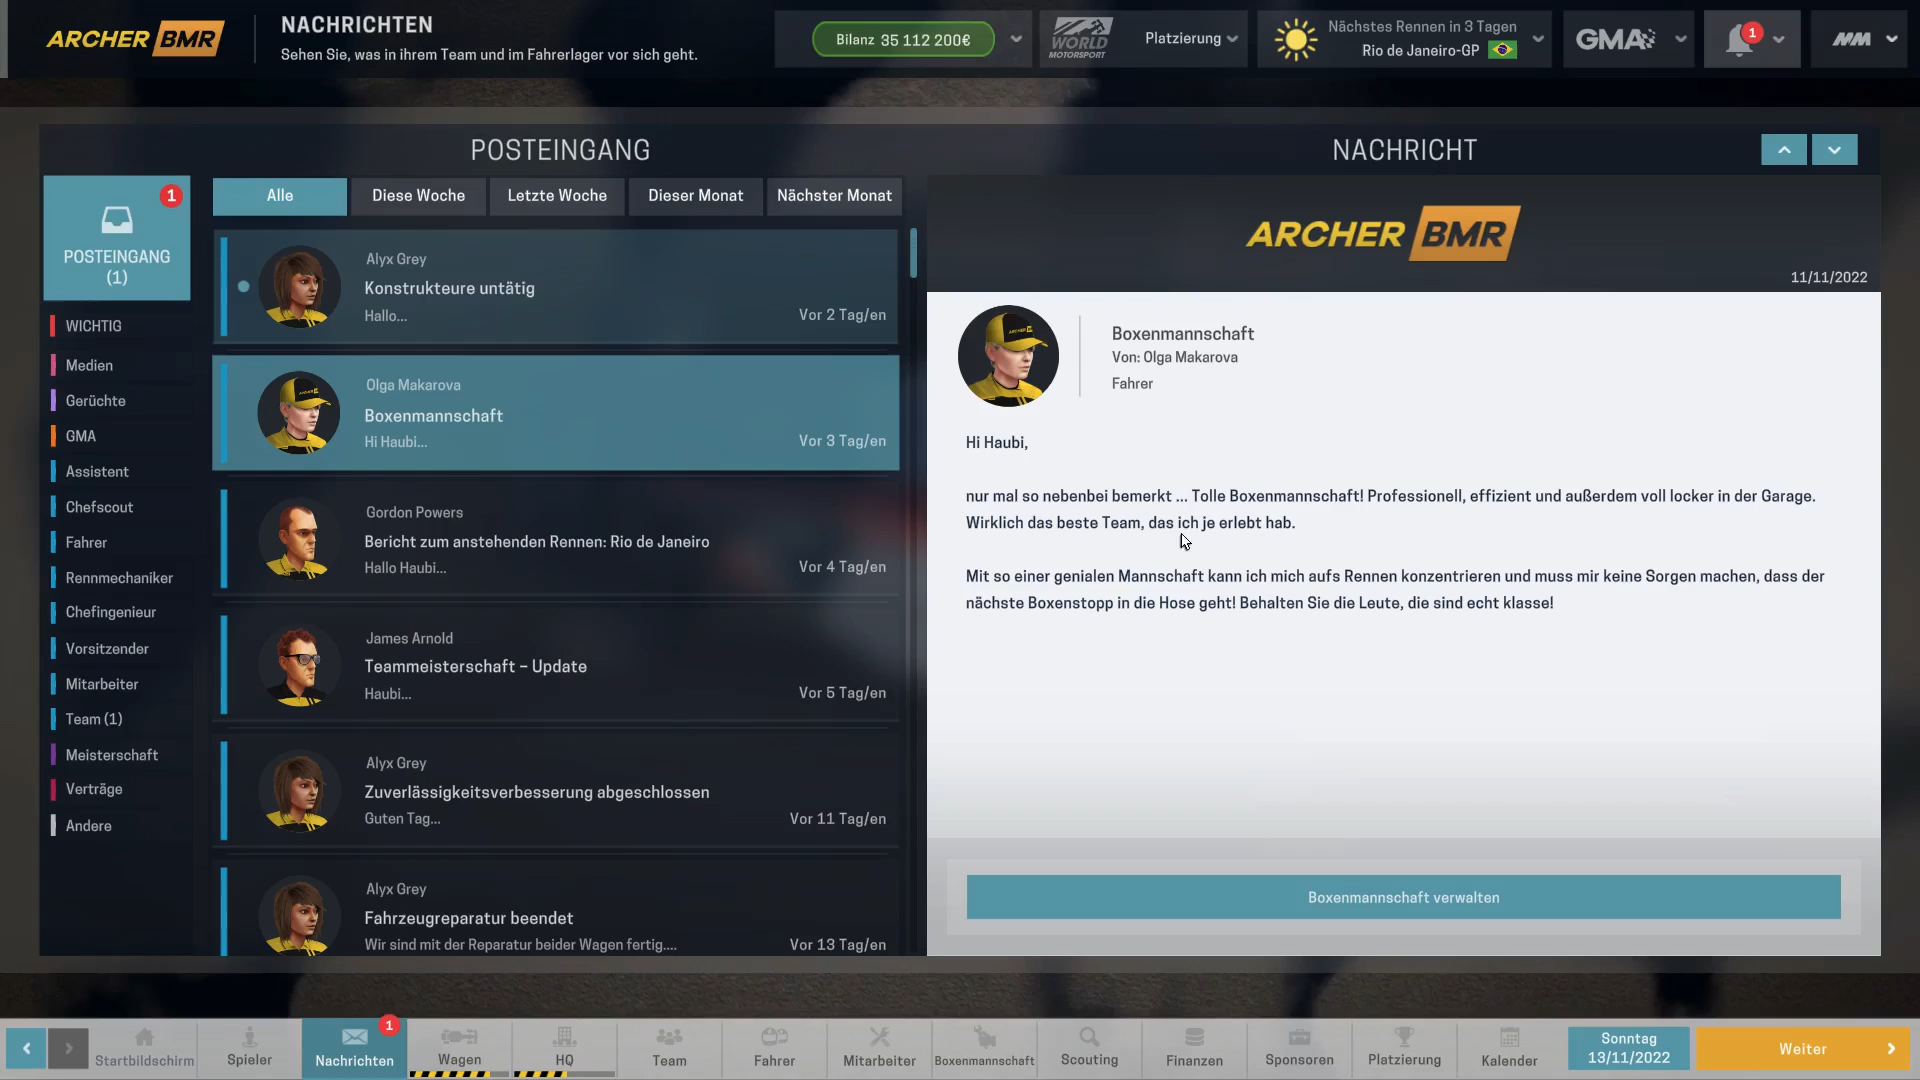 ARCHER BMR
NACHRICHTEN
Sehen Sie, was in ihrem Team und im Fahrerlager vor sich geht.
Bilanz 35 112 200€
WORLD
MOTORSPORT
Platzierung
Nächstes Rennen in 3 Tagen
Rio de Janeiro-GP
GMA
1
MM
POSTEINGANG
NACHRICHT
1
POSTEINGANG
(1)
WICHTIG
Medien
Gerüchte
GMA
Assistent
Chefscout
Fahrer
Rennmechaniker
Chefingenieur
Vorsitzender
Mitarbeiter
Team (1)
Meisterschaft
Verträge
Andere
Alle
Diese Woche
Letzte Woche
Dieser Monat
Nächster Monat
Alyx Grey
Konstrukteure untätig
Hallo...
Vor 2 Tag/en
Olga Makarova
Boxenmannschaft
Hi Haubi...
Vor 3 Tag/en
Gordon Powers
Bericht zum anstehenden Rennen: Rio de Janeiro
Hallo Haubi...
Vor 4 Tag/en
James Arnold
Teammeisterschaft – Update
Haubi...
Vor 5 Tag/en
Alyx Grey
Zuverlässigkeitsverbesserung abgeschlossen
Guten Tag...
Vor 11 Tag/en
Alyx Grey
Fahrzeugreparatur beendet
Wir sind mit der Reparatur beider Wagen fertig....
Vor 13 Tag/en
ARCHER BMR
11/11/2022
Boxenmannschaft
Von: Olga Makarova
Fahrer
Hi Haubi,
nur mal so nebenbei bemerkt ... Tolle Boxenmannschaft! Professionell, effizient und außerdem voll locker in der Garage.
Wirklich das beste Team, das ich je erlebt hab.
Mit so einer genialen Mannschaft kann ich mich aufs Rennen konzentrieren und muss mir keine Sorgen machen, dass der
nächste Boxenstopp in die Hose geht! Behalten Sie die Leute, die sind echt klasse!
Boxenmannschaft verwalten
Startbildschirm
Spieler
1
Nachrichten
Wagen
HQ
Team
Fahrer
Mitarbeiter
Boxenmannschaft
Scouting
Finanzen
Sponsoren
Platzierung
Kalender
Sonntag
13/11/2022
Weiter